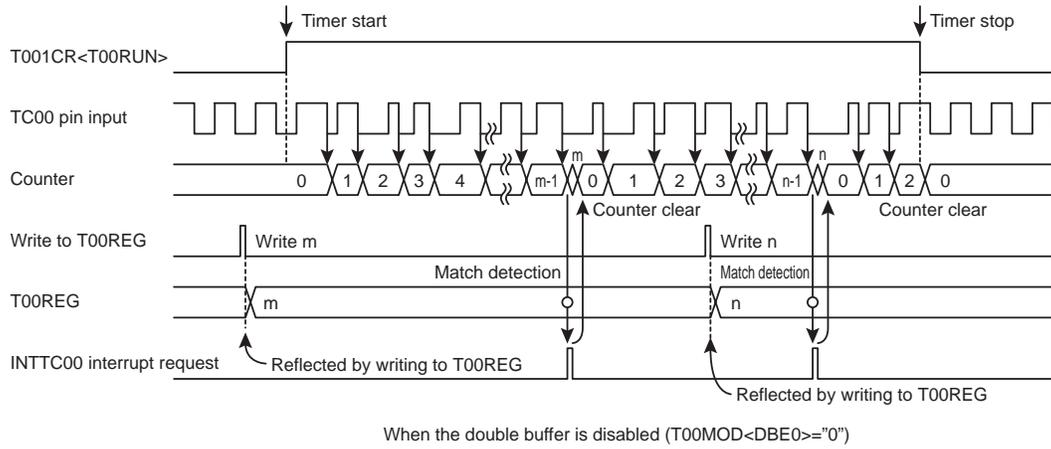 Timer start
Timer stop
T001CR<T00RUN>
TC00 pin input
m
n
Counter
0 1 2 3 4 m-1 0 1 2 3 n-1 0 1 2 0
Counter clear
Counter clear
Write to T00REG
Write m
Write n
Match detection
Match detection
T00REG
m
n
INTTC00 interrupt request
Reflected by writing to T00REG
Reflected by writing to T00REG
When the double buffer is disabled (T00MOD<DBE0>=”0”)